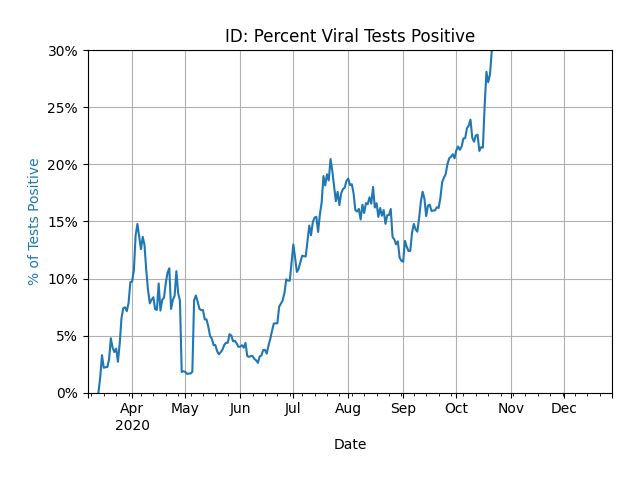 ID: Percent Viral Tests Positive
30%
25%
20%
15%
10%
5%
0%
% of Tests Positive
Apr May Jun Jul Aug Sep Oct Nov Dec
2020
Date